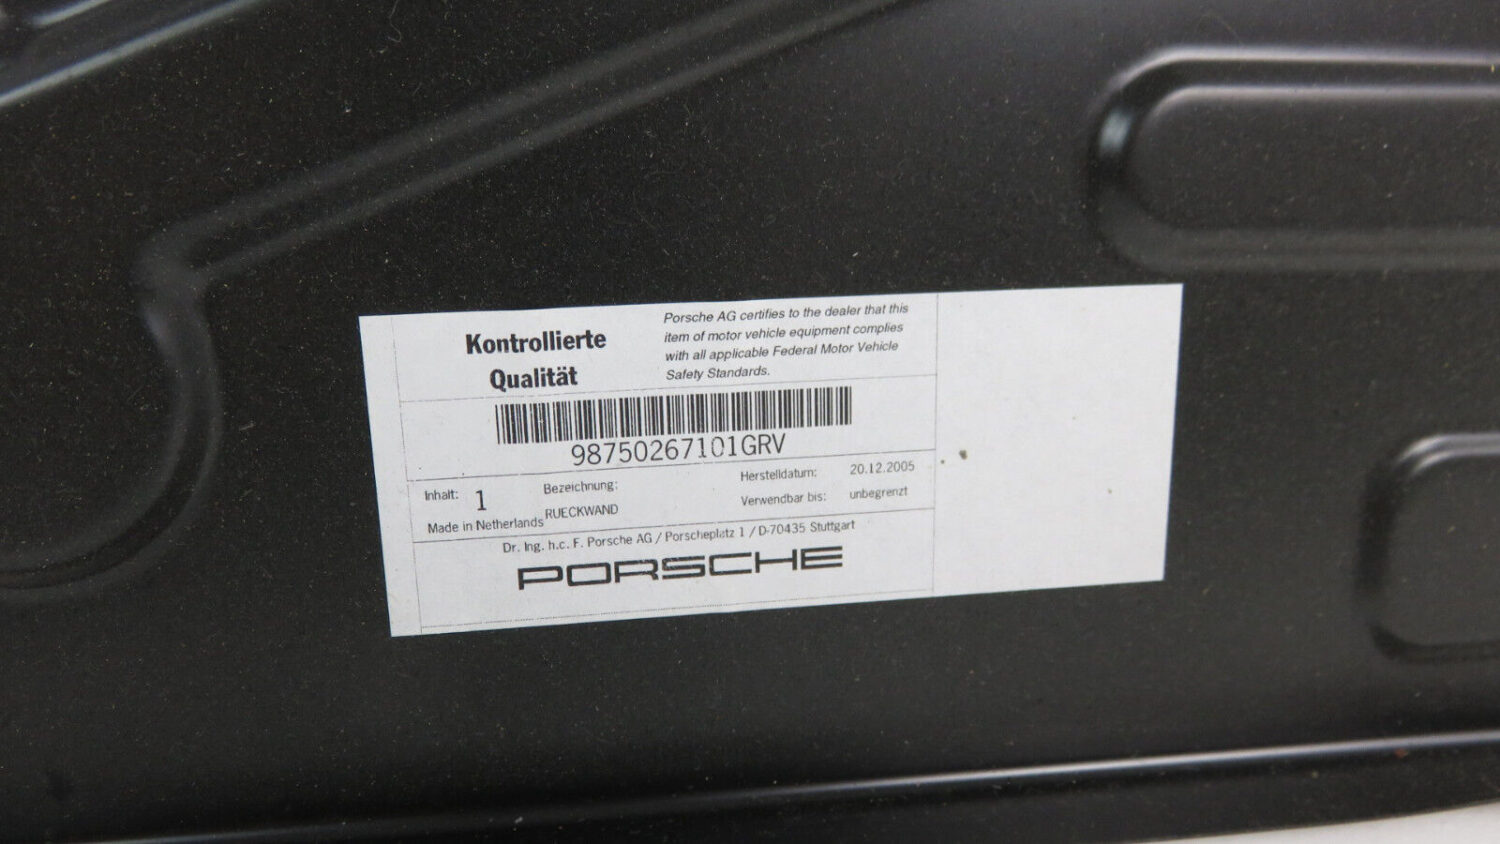 Kontrollierte
Qualität
Porsche AG certifies to the dealer that this
item of motor vehicle equipment complies
with all applicable Federal Motor Vehicle
Safety Standards.
98750267101GRV
Inhalt: 1
Made in Netherlands
Bezeichnung:
RUECKWAND
Herstelldatum: 20.12.2005
Verwendbar bis: unbegrenzt
Dr. Ing. h.c. F. Porsche AG / Porscheplatz 1 / D-70435 Stuttgart
PORSCHE